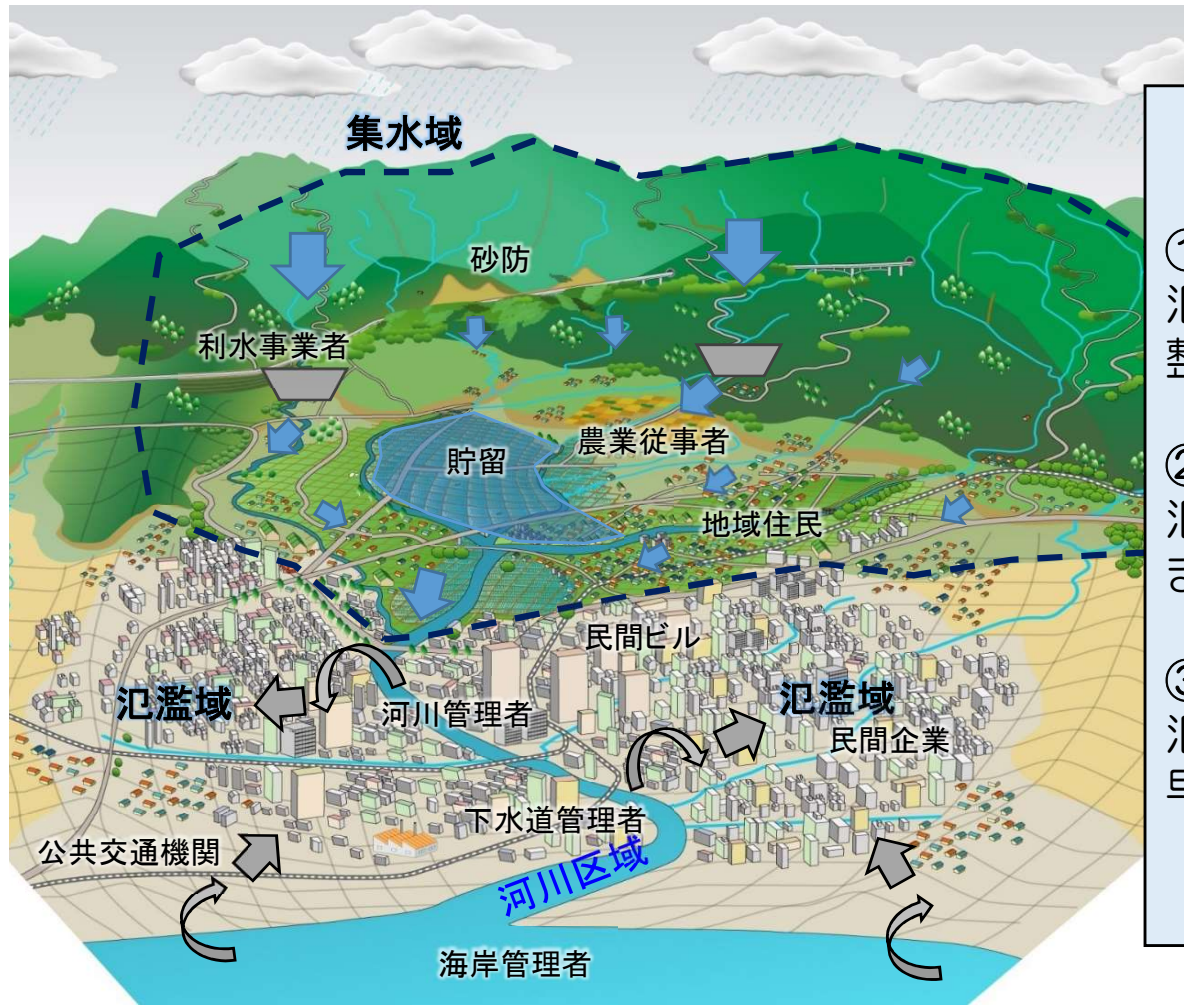 集水域
砂防
利水事業者
農業従事者
貯留
地域住民
民間ビル
氾濫域
河川管理者
氾濫域
民間企業
下水道管理者
公共交通機関
河川区域
海岸管理者
①
②
③